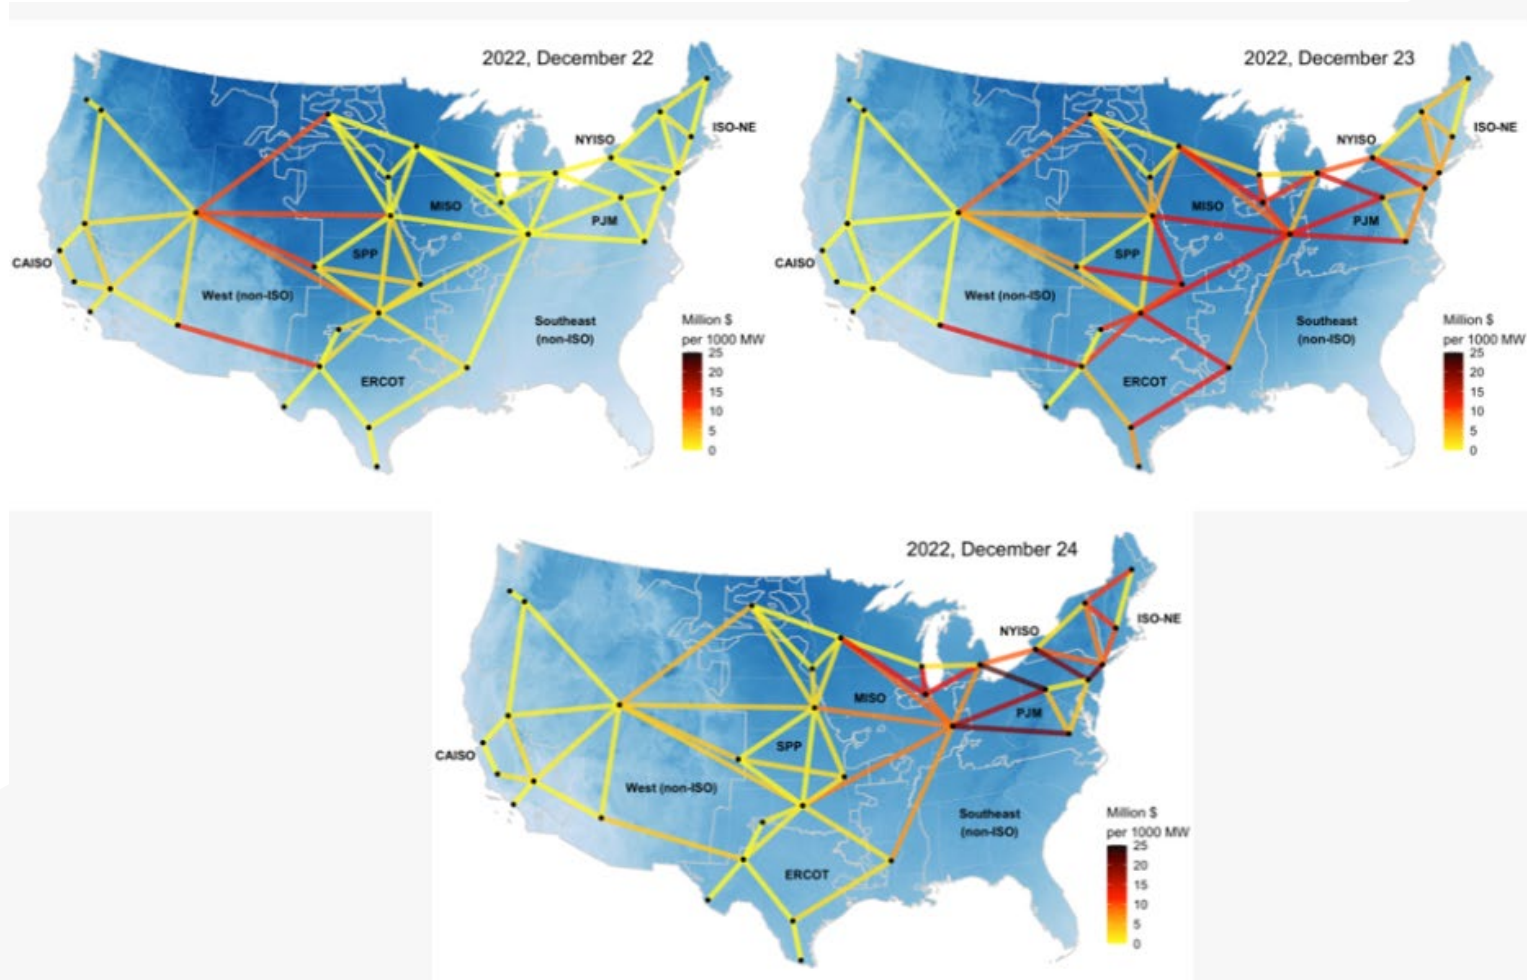 2022, December 22
NYISO
ISO-NE
MISO
PJM
SPP
CAISO
West (non-ISO)
Southeast
(non-ISO)
ERCOT
Million $
per 1000 MW
25
20
15
10
5
0
2022, December 23
NYISO
ISO-NE
MISO
PJM
SPP
CAISO
West (non-ISO)
Southeast
(non-ISO)
ERCOT
Million $
per 1000 MW
25
20
15
10
5
0
2022, December 24
NYISO
ISO-NE
MISO
PJM
SPP
CAISO
West (non-ISO)
Southeast
(non-ISO)
ERCOT
Million $
per 1000 MW
25
20
15
10
5
0